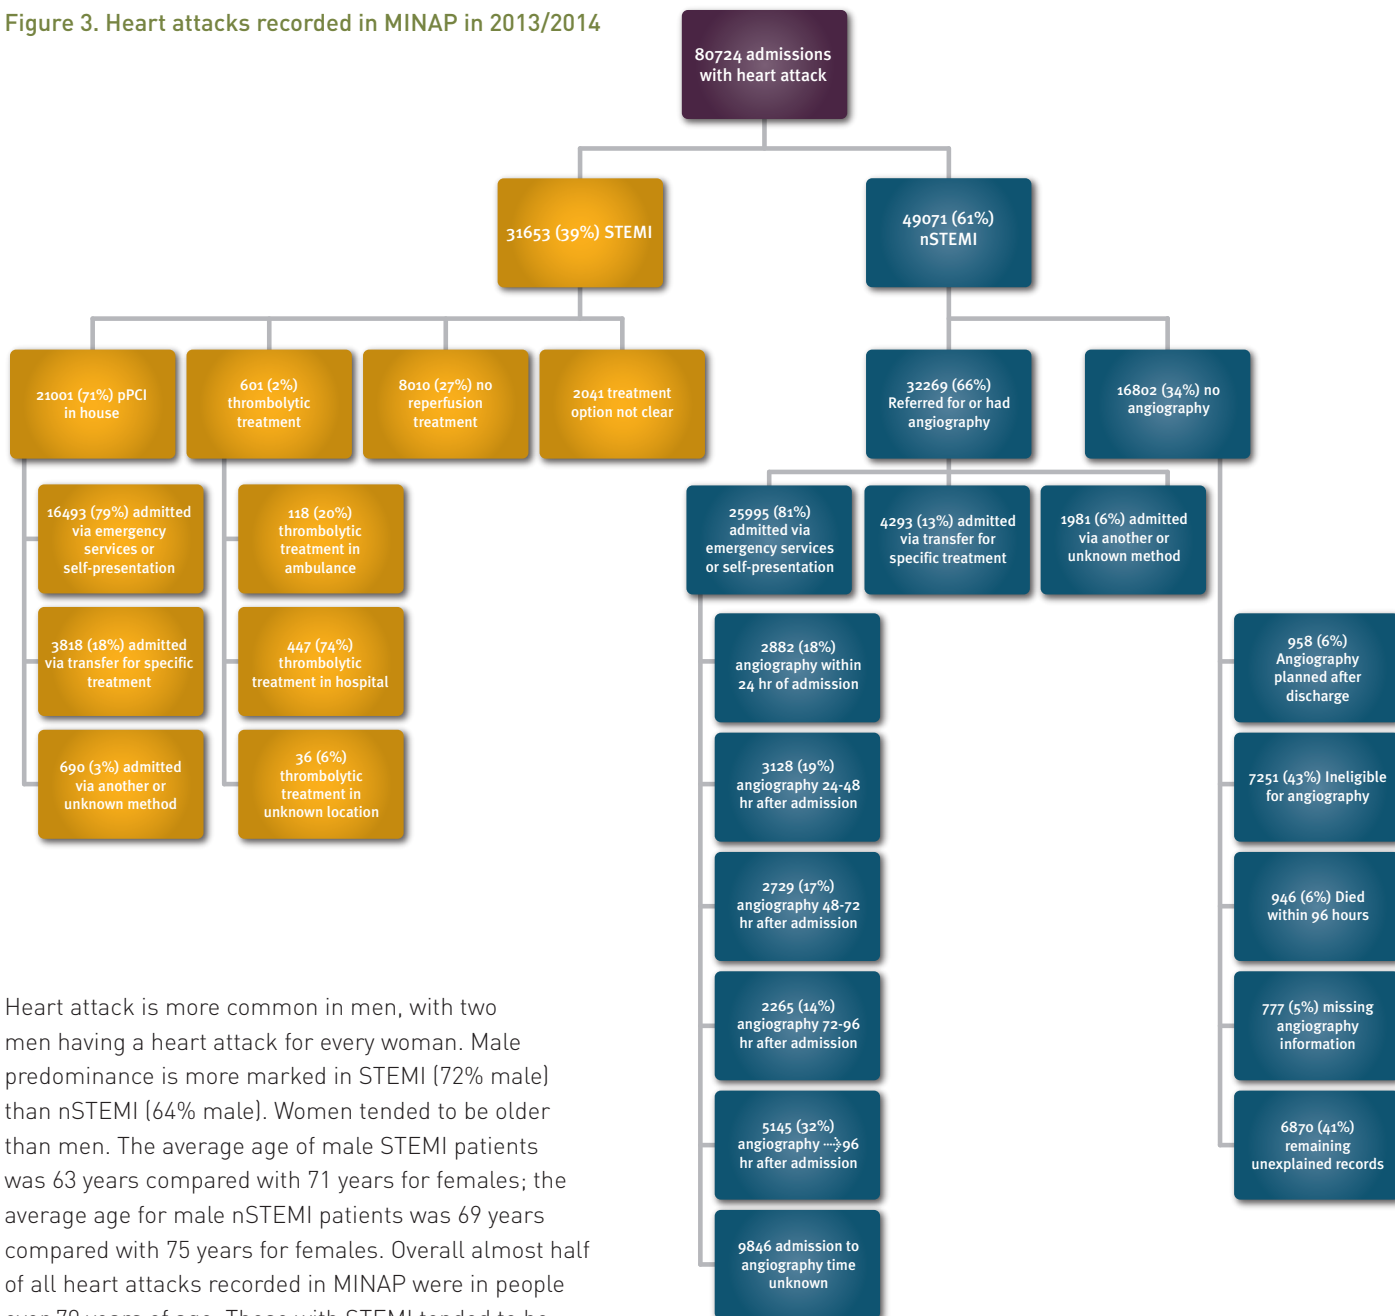 Figure 3. Heart attacks recorded in MINAP in 2013/2014
80724 admissions
with heart attack
31653 (39%) STEMI
49071 (61%)
nSTEMI
21001 (71%) pPCI
in house
601 (2%)
thrombolytic
treatment
8010 (27%) no
reperfusion
treatment
2041 treatment
option not clear
32269 (66%)
Referred for or had
angiography
16802 (34%) no
angiography
16493 (79%) admitted
via emergency
services or
self-presentation
3818 (18%) admitted
via transfer for specific
treatment
690 (3%) admitted
via another or
unknown method
118 (20%)
thrombolytic
treatment in
ambulance
447 (74%)
thrombolytic
treatment in hospital
36 (6%)
thrombolytic
treatment in
unknown location
25995 (81%)
admitted via
emergency services
or self-presentation
4293 (13%) admitted
via transfer for
specific treatment
1981 (6%) admitted
via another or
unknown method
2882 (18%)
angiography within
24 hr of admission
3128 (19%)
angiography 24-48
hr after admission
2729 (17%)
angiography 48-72
hr after admission
2265 (14%)
angiography 72-96
hr after admission
5145 (32%)
angiography ⤑96
hr after admission
9846 admission to
angiography time
unknown
958 (6%)
Angiography
planned after
discharge
7251 (43%) Ineligible
for angiography
946 (6%) Died
within 96 hours
777 (5%) missing
angiography
information
6870 (41%)
remaining
unexplained records
Heart attack is more common in men, with two
men having a heart attack for every woman. Male
predominance is more marked in STEMI (72% male)
than nSTEMI (64% male). Women tended to be older
than men. The average age of male STEMI patients
was 63 years compared with 71 years for females; the
average age for male nSTEMI patients was 69 years
compared with 75 years for females. Overall almost half
of all heart attacks recorded in MINAP were in people
over 70 years of age. Those with STEMI tended to be